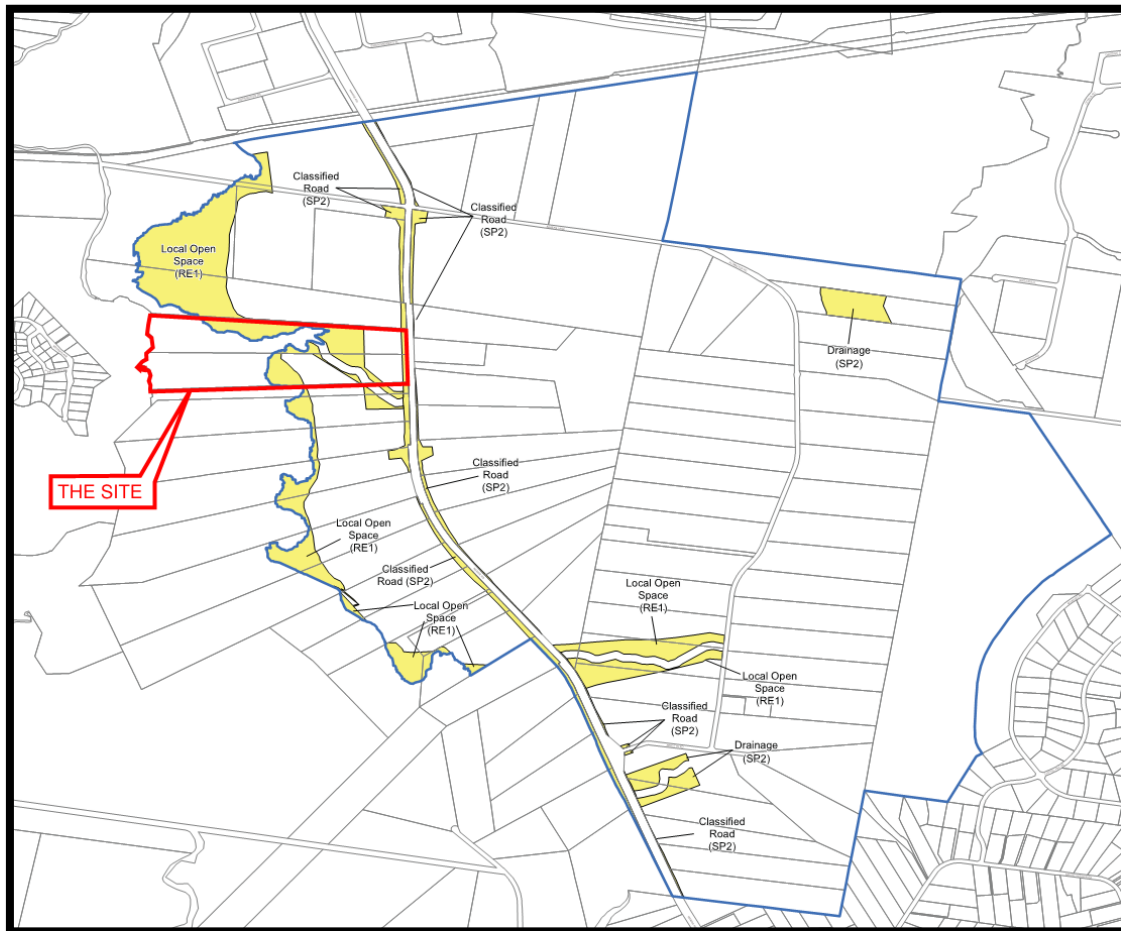 Classified
Road
(SP2)
Classified
Road
(SP2)
Local Open
Space
(RE1)
Drainage
(SP2)
THE SITE
Classified
Road
(SP2)
Local Open
Space
(RE1)
Classified
Road (SP2)
Local Open
Space
(RE1)
Local Open
Space
(RE1)
Local Open
Space
(RE1)
Classified
Road
(SP2)
Drainage
(SP2)
Classified
Road
(SP2)